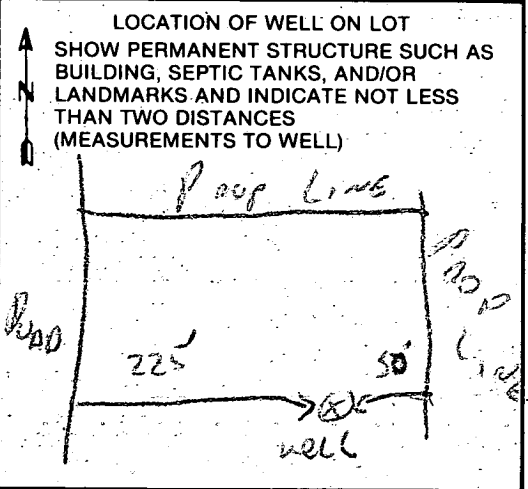 LOCATION OF WELL ON LOT
SHOW PERMANENT STRUCTURE SUCH AS
BUILDING, SEPTIC TANKS, AND/OR
N LANDMARKS AND INDICATE NOT LESS
THAN TWO DISTANCES
(MEASUREMENTS TO WELL)
PROP LINE
PROP LINE
ROAD
225'
50'
well